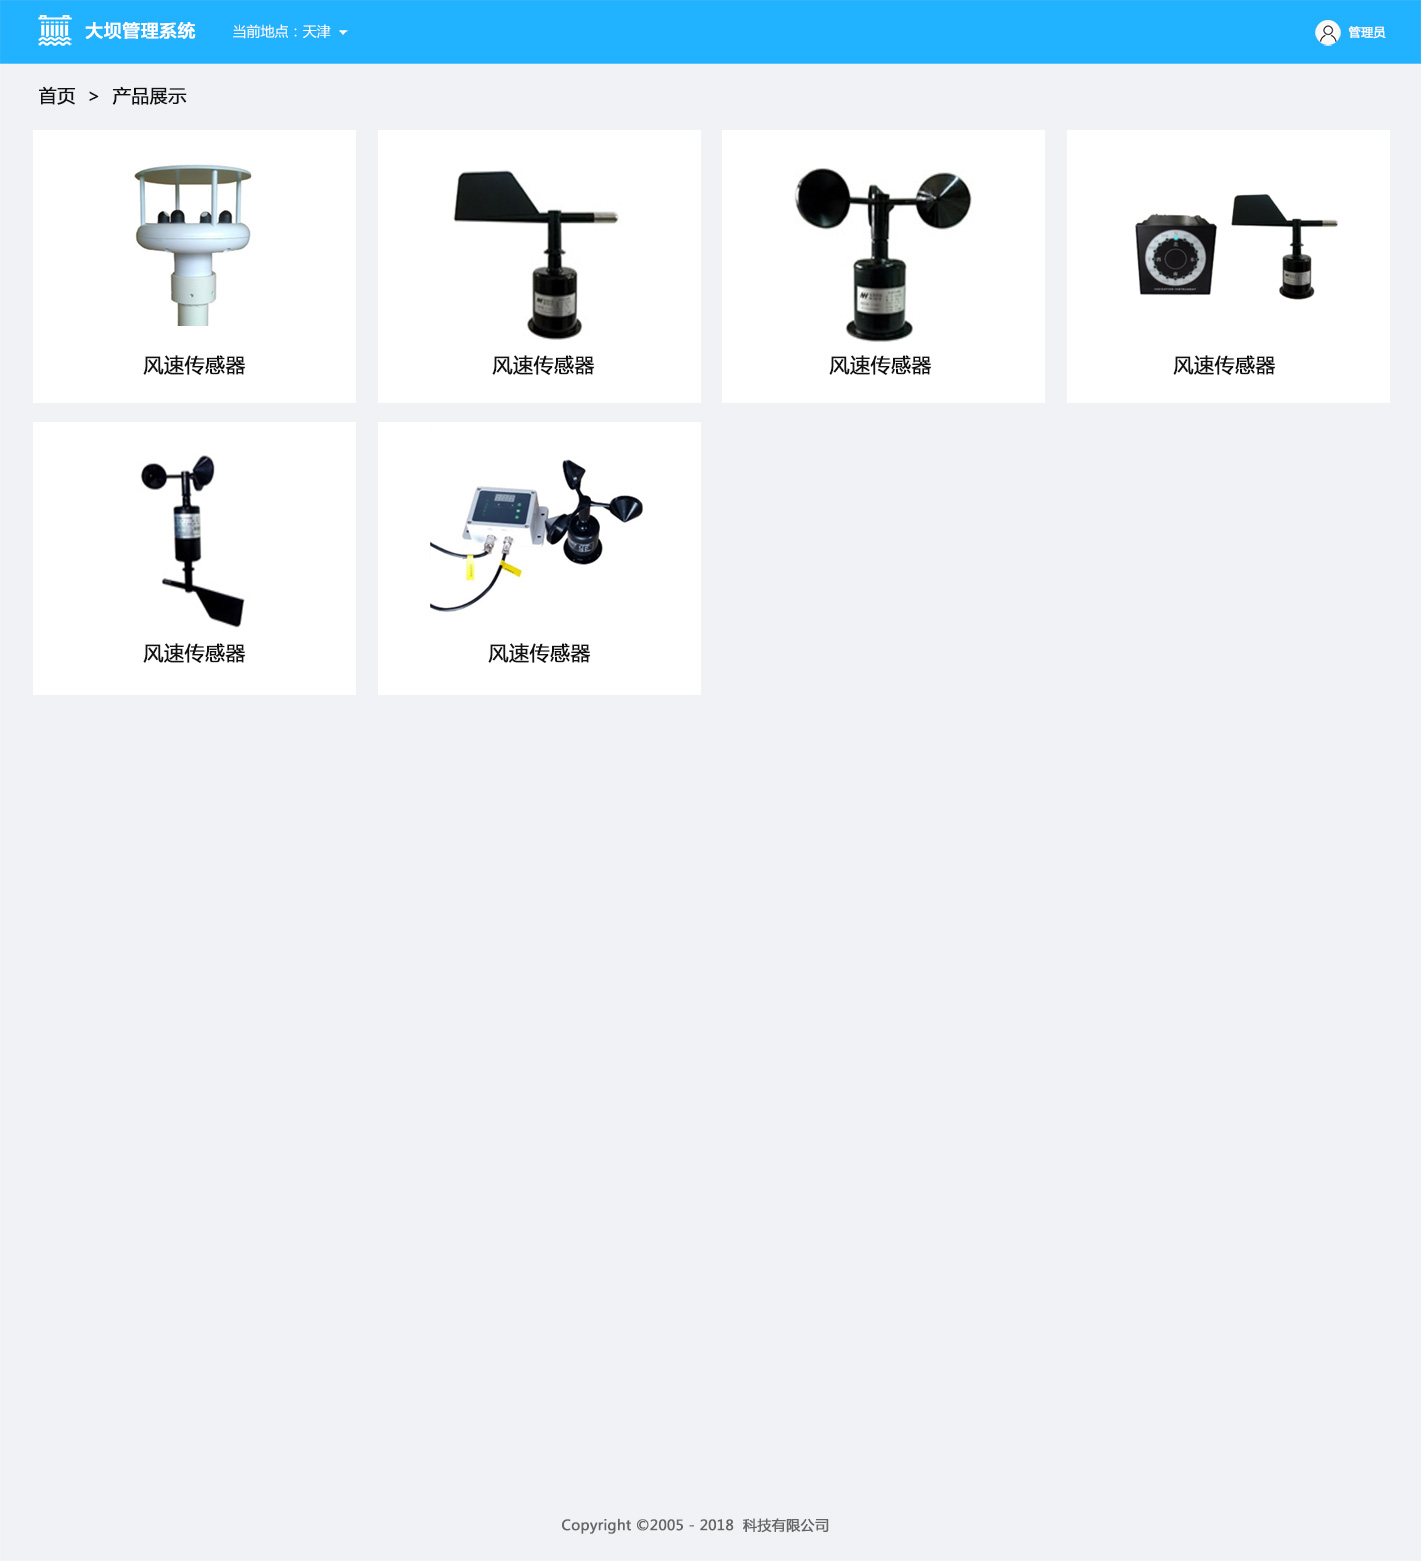 大坝管理系统
当前地点：天津
管理员
首页 > 产品展示
风速传感器
风速传感器
风速传感器
风速传感器
风速传感器
风速传感器
Copyright ©2005 - 2018 科技有限公司